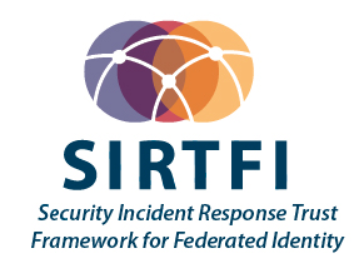 SIRTFI
Security Incident Response Trust
Framework for Federated Identity